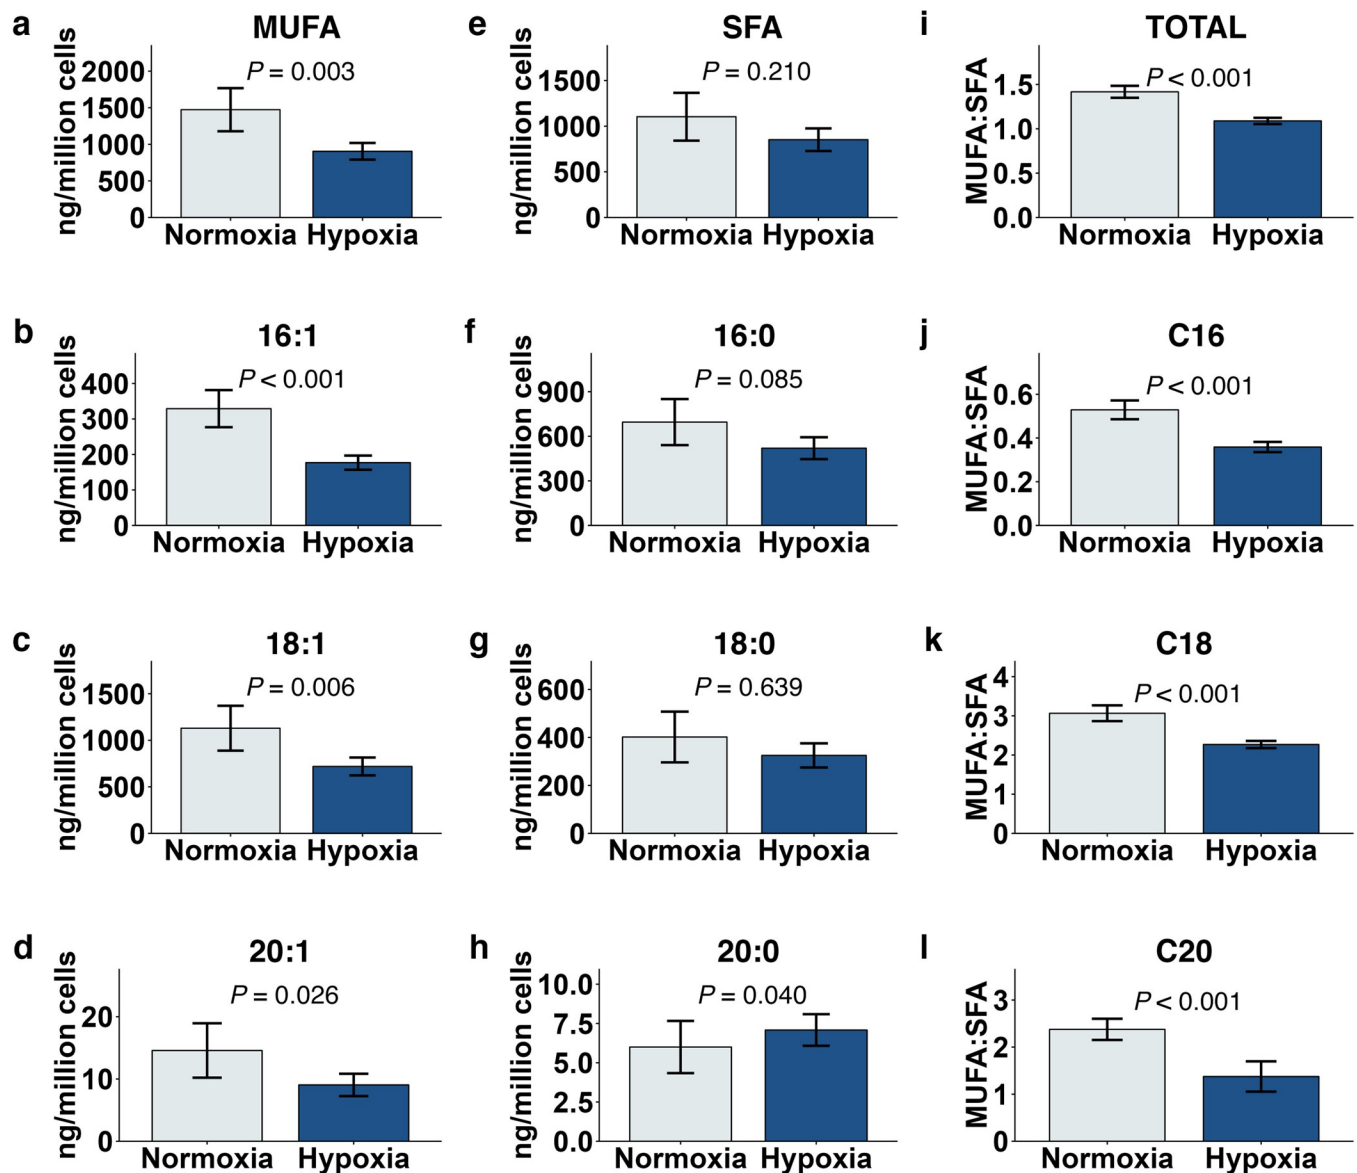 a
MUFA
ng/million cells
2000
1500
1000
500
0
P = 0.003
Normoxia Hypoxia
e
SFA
ng/million cells
1500
1000
500
0
P = 0.210
Normoxia Hypoxia
i
TOTAL
MUFA:SFA
1.5
1.0
0.5
0.0
P < 0.001
Normoxia Hypoxia
b
16:1
ng/million cells
400
300
200
100
0
P < 0.001
Normoxia Hypoxia
f
16:0
ng/million cells
900
600
300
0
P = 0.085
Normoxia Hypoxia
j
C16
MUFA:SFA
0.6
0.4
0.2
0.0
P < 0.001
Normoxia Hypoxia
c
18:1
ng/million cells
1500
1000
500
0
P = 0.006
Normoxia Hypoxia
g
18:0
ng/million cells
600
400
200
0
P = 0.639
Normoxia Hypoxia
k
C18
MUFA:SFA
4
3
2
1
0
P < 0.001
Normoxia Hypoxia
d
20:1
ng/million cells
20
10
0
P = 0.026
Normoxia Hypoxia
h
20:0
ng/million cells
10.0
7.5
5.0
2.5
0.0
P = 0.040
Normoxia Hypoxia
l
C20
MUFA:SFA
3
2
1
0
P < 0.001
Normoxia Hypoxia